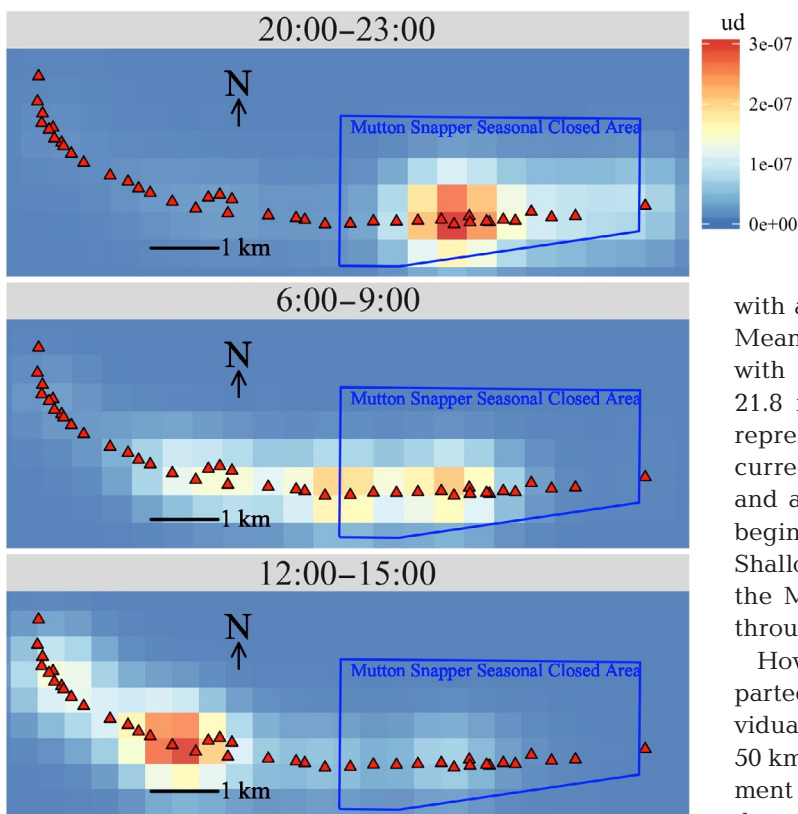 20:00–23:00
N
Mutton Snapper Seasonal Closed Area
1 km
ud
3e-07
2e-07
1e-07
0e+00
6:00–9:00
N
Mutton Snapper Seasonal Closed Area
1 km
12:00–15:00
N
Mutton Snapper Seasonal Closed Area
1 km
with a
Mean
with
21.8
repre
curre
and a
begin
Shallo
the M
throu
How
parted
vidua
50 km
ment